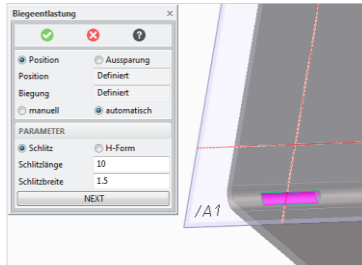 Biegeentlastung
Position
Aussparung
Position
Definiert
Biegung
Definiert
manuell
automatisch
PARAMETER
Schlitz
H-Form
Schlitzlänge
10
Schlitzbreite
1.5
NEXT
/A1